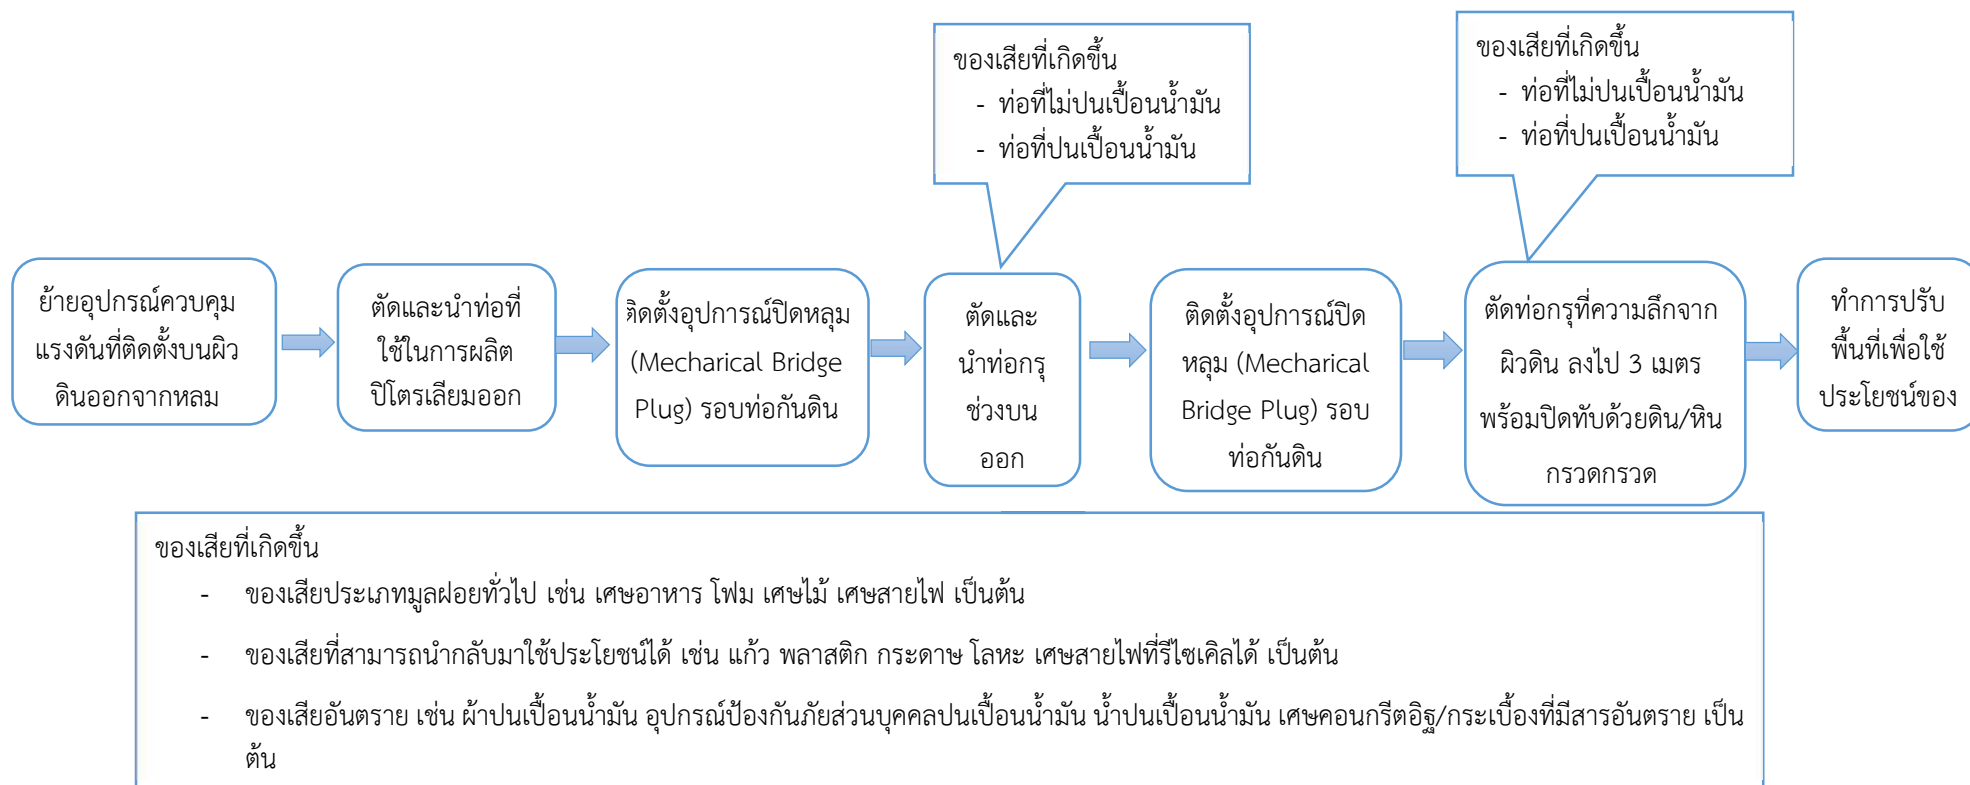 ของเสียที่เกิดขึ้น
- ท่อที่ไม่ปนเปื้อนน้ำมัน
- ท่อที่ปนเปื้อนน้ำมัน
ของเสียที่เกิดขึ้น
- ท่อที่ไม่ปนเปื้อนน้ำมัน
- ท่อที่ปนเปื้อนน้ำมัน
ย้ายอุปกรณ์ควบคุม
แรงดันที่ติดตั้งบนผิว
ดินออกจากหลม
ตัดและนำท่อที่
ใช้ในการผลิต
ปิโตรเลียมออก
ติดตั้งอุปการณ์ปิดหลุม
(Mecharical Bridge
Plug) รอบท่อกันดิน
ตัดและ
นำท่อกรุ
ช่วงบน
ออก
ติดตั้งอุปการณ์ปิด
หลุม (Mecharical
Bridge Plug) รอบ
ท่อกันดิน
ตัดท่อกรุที่ความลึกจาก
ผิวดิน ลงไป 3 เมตร
พร้อมปิดทับด้วยดิน/หิน
กรวดกรวด
ทำการปรับ
พื้นที่เพื่อใช้
ประโยชน์ของ
ของเสียที่เกิดขึ้น
- ของเสียประเภทมูลฝอยทั่วไป เช่น เศษอาหาร โฟม เศษไม้ เศษสายไฟ เป็นต้น
- ของเสียที่สามารถนำกลับมาใช้ประโยชน์ได้ เช่น แก้ว พลาสติก กระดาษ โลหะ เศษสายไฟที่รีไซเคิลได้ เป็นต้น
- ของเสียอันตราย เช่น ผ้าปนเปื้อนน้ำมัน อุปกรณ์ป้องกันภัยส่วนบุคคลปนเปื้อนน้ำมัน น้ำปนเปื้อนน้ำมัน เศษคอนกรีตอิฐ/กระเบื้องที่มีสารอันตราย เป็น
ต้น